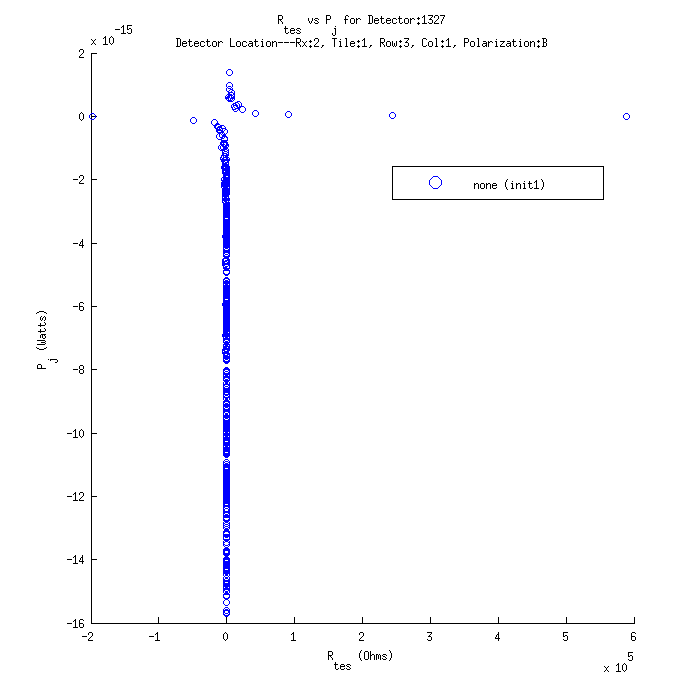 R_tes vs P_j for Detector:1327
Detector Location---Rx:2, Tile:1, Row:3, Col:1, Polarization:B
x 10^-15
2
0
-2
-4
-6
-8
-10
-12
-14
-16
P_j (Watts)
none (init1)
-2 -1 0 1 2 3 4 5 6
R_tes (Ohms)
x 10^5